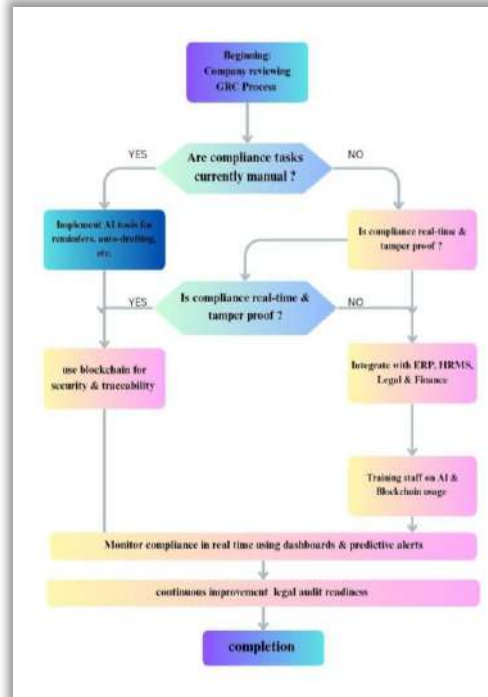 Beginning:
Company reviewing
GRC Process
YES
Are compliance tasks
currently manual ?
NO
Implement AI tools for
reminders, auto-drafting,
etc.
Is compliance real-time &
tamper proof ?
YES
Is compliance real-time &
tamper proof ?
NO
use blockchain for
security & traceability
Integrate with ERP, HRMS,
Legal & Finance
Training staff on AI &
Blockchain usage
Monitor compliance in real time using dashboards & predictive alerts
continuous improvement legal audit readiness
completion